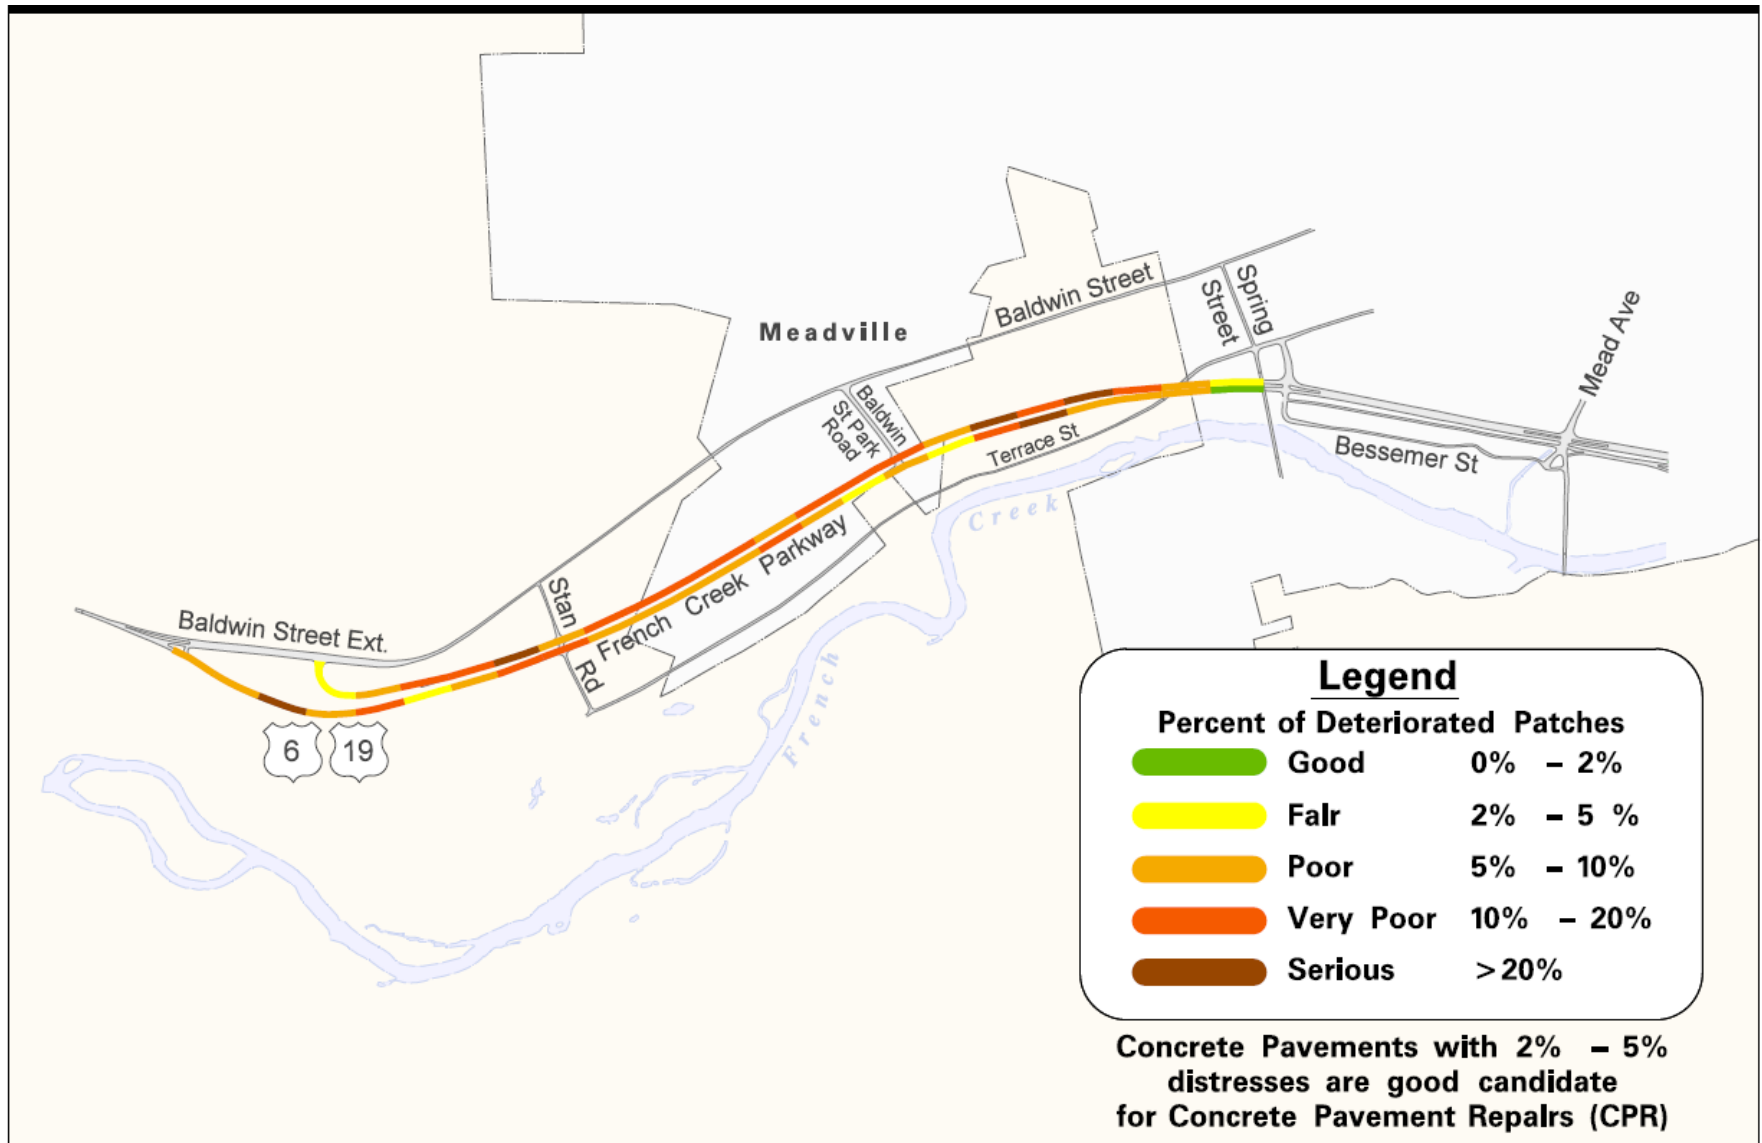 Meadville
Baldwin Street
Spring
Street
Mead Ave
Baldwin
St Park
Road
Terrace St
Bessemer St
Creek
French Creek Parkway
Stan
Rd
Baldwin Street Ext.
French
6
19
Legend
Percent of Deteriorated Patches
Good 0% – 2%
FaIr 2% – 5 %
Poor 5% – 10%
Very Poor 10% – 20%
Serious >20%
Concrete Pavements with 2% – 5%
distresses are good candidate
for Concrete Pavement RepaIrs (CPR)